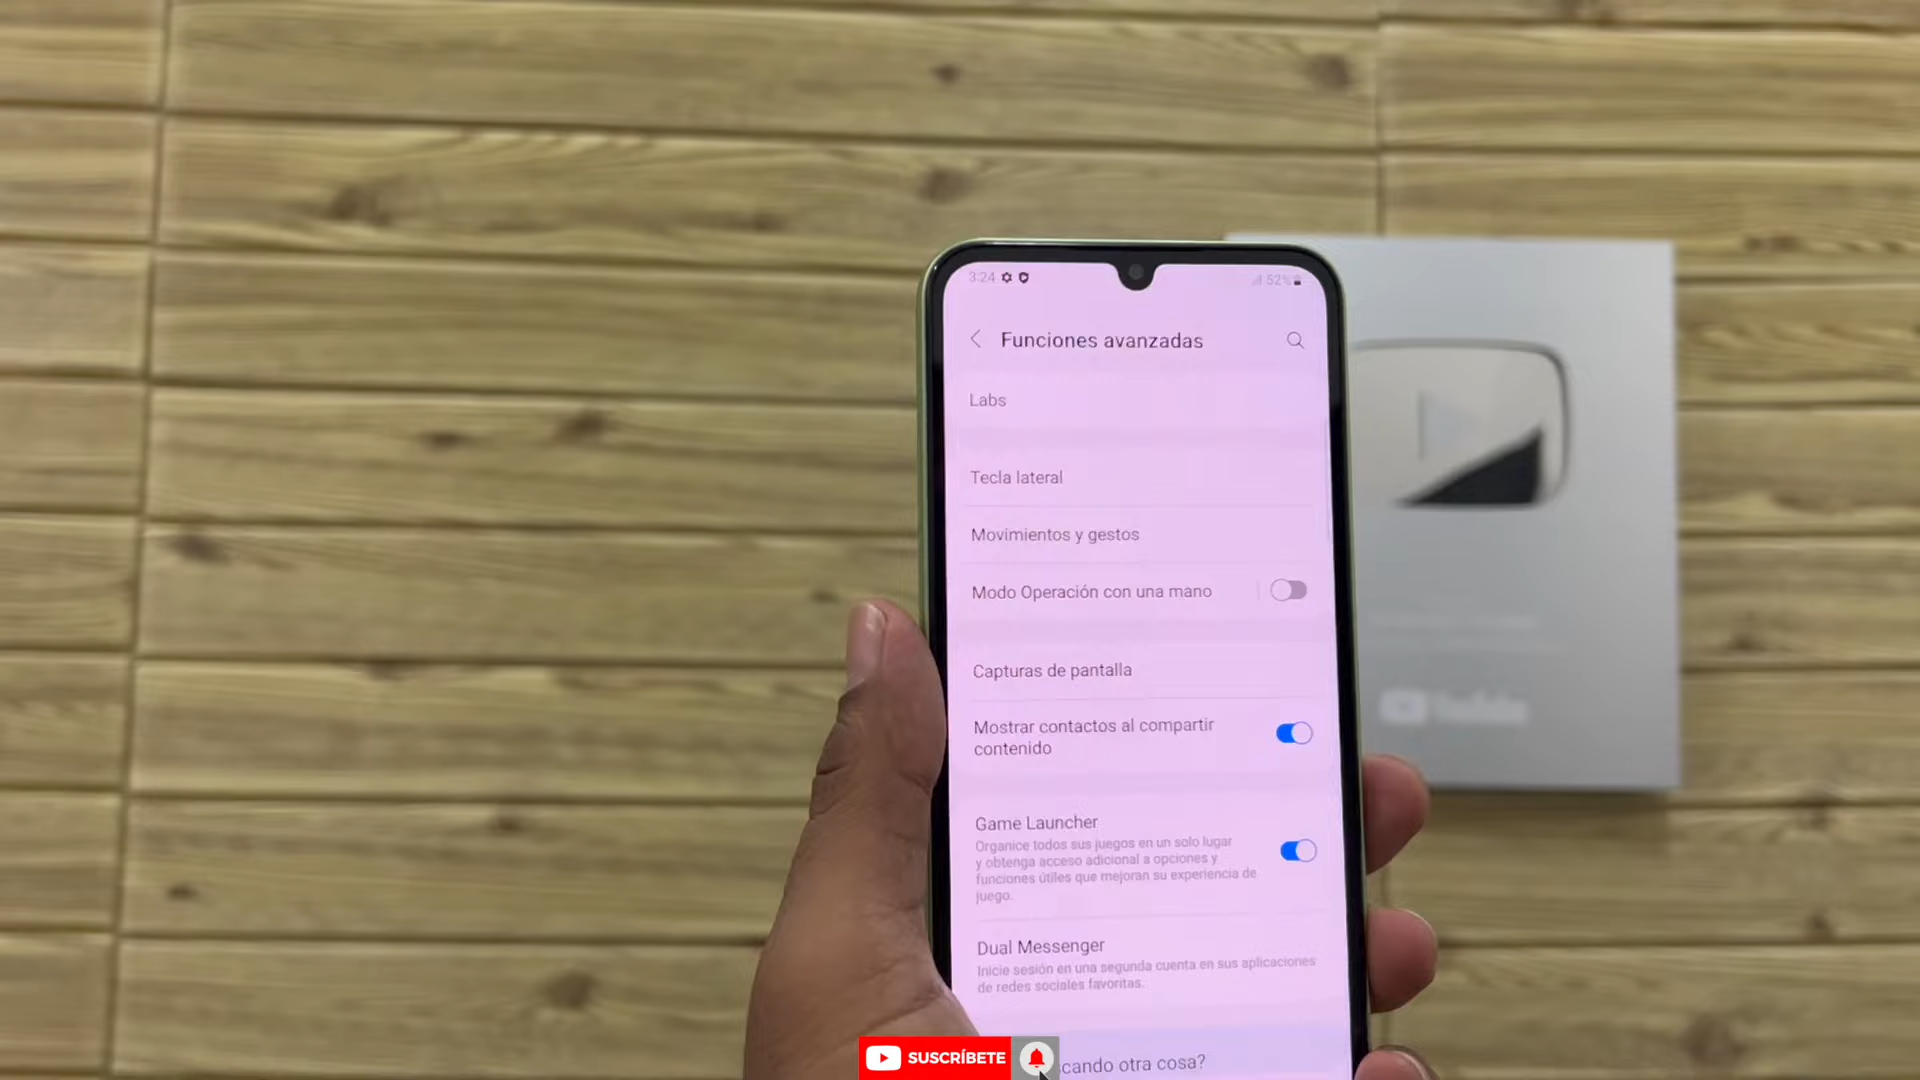 3:24
52%
Funciones avanzadas
Labs
Tecla lateral
Movimientos y gestos
Modo Operación con una mano
Capturas de pantalla
Mostrar contactos al compartir
contenido
Game Launcher
Organice todos sus juegos en un solo lugar
y obtenga acceso adicional a opciones y
funciones útiles que mejoran su experiencia de
juego.
Dual Messenger
Inicie sesión en una segunda cuenta en sus aplicaciones
de redes sociales favoritas.
cando otra cosa?
SUSCRÍBETE
YouTube